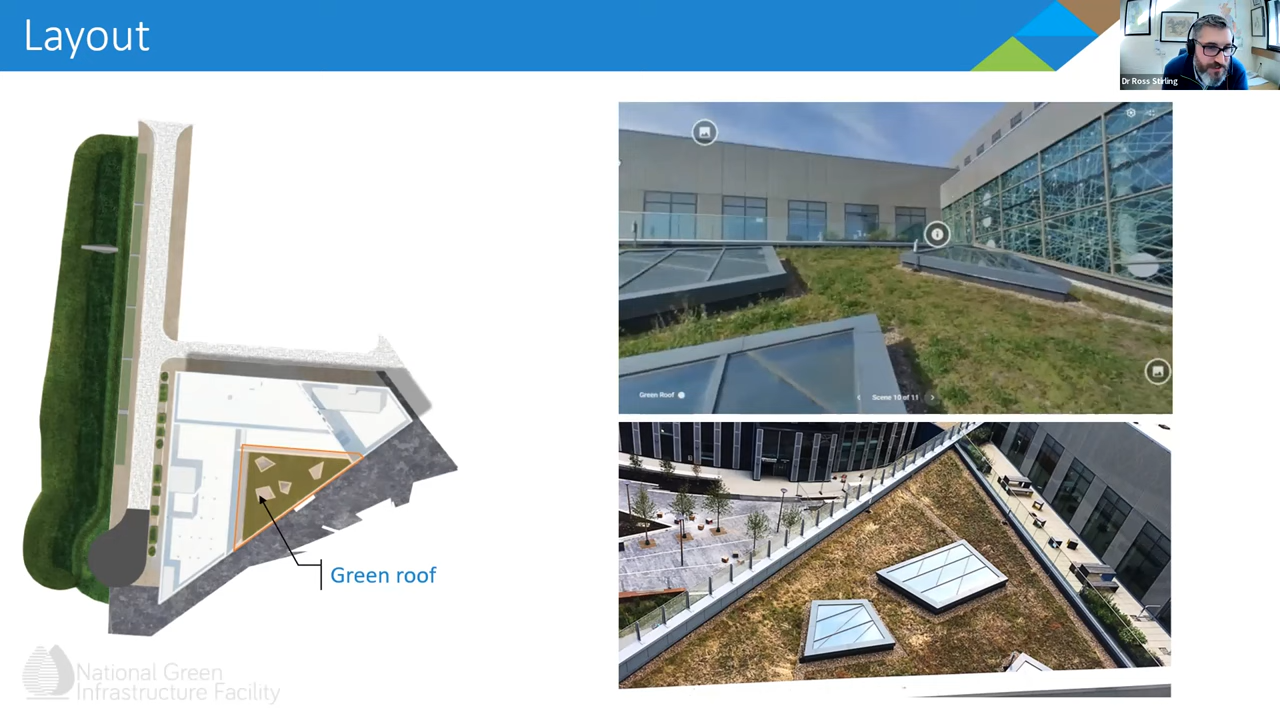 Layout
Dr Ross Stirling
Green Roof
Scene 10 of 11
Green roof
National Green
Infrastructure Facility